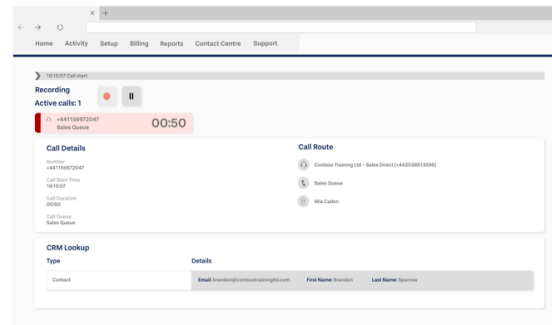 Home Activity Setup Billing Reports Contact Centre Support
16:15:07 Call start
Recording
Active calls: 1
+441156972047
Sales Queue
00:50
Call Details
Number
+441156972047
Call Start Time
16:15:07
Call Duration
00:50
Call Queue
Sales Queue
Call Route
Contoso Training Ltd - Sales Direct (+442038613596)
Sales Queue
Mia Caden
CRM Lookup
Type Details
Contact Email: brandon@contosotrainingltd.com First Name: Brandon Last Name: Sparrow